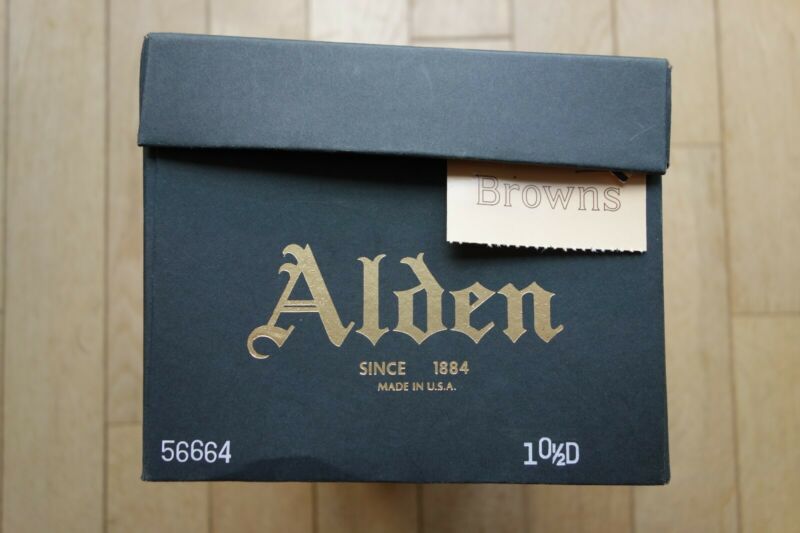 Browns
Alden
SINCE 1884
MADE IN U.S.A.
56664 10½D